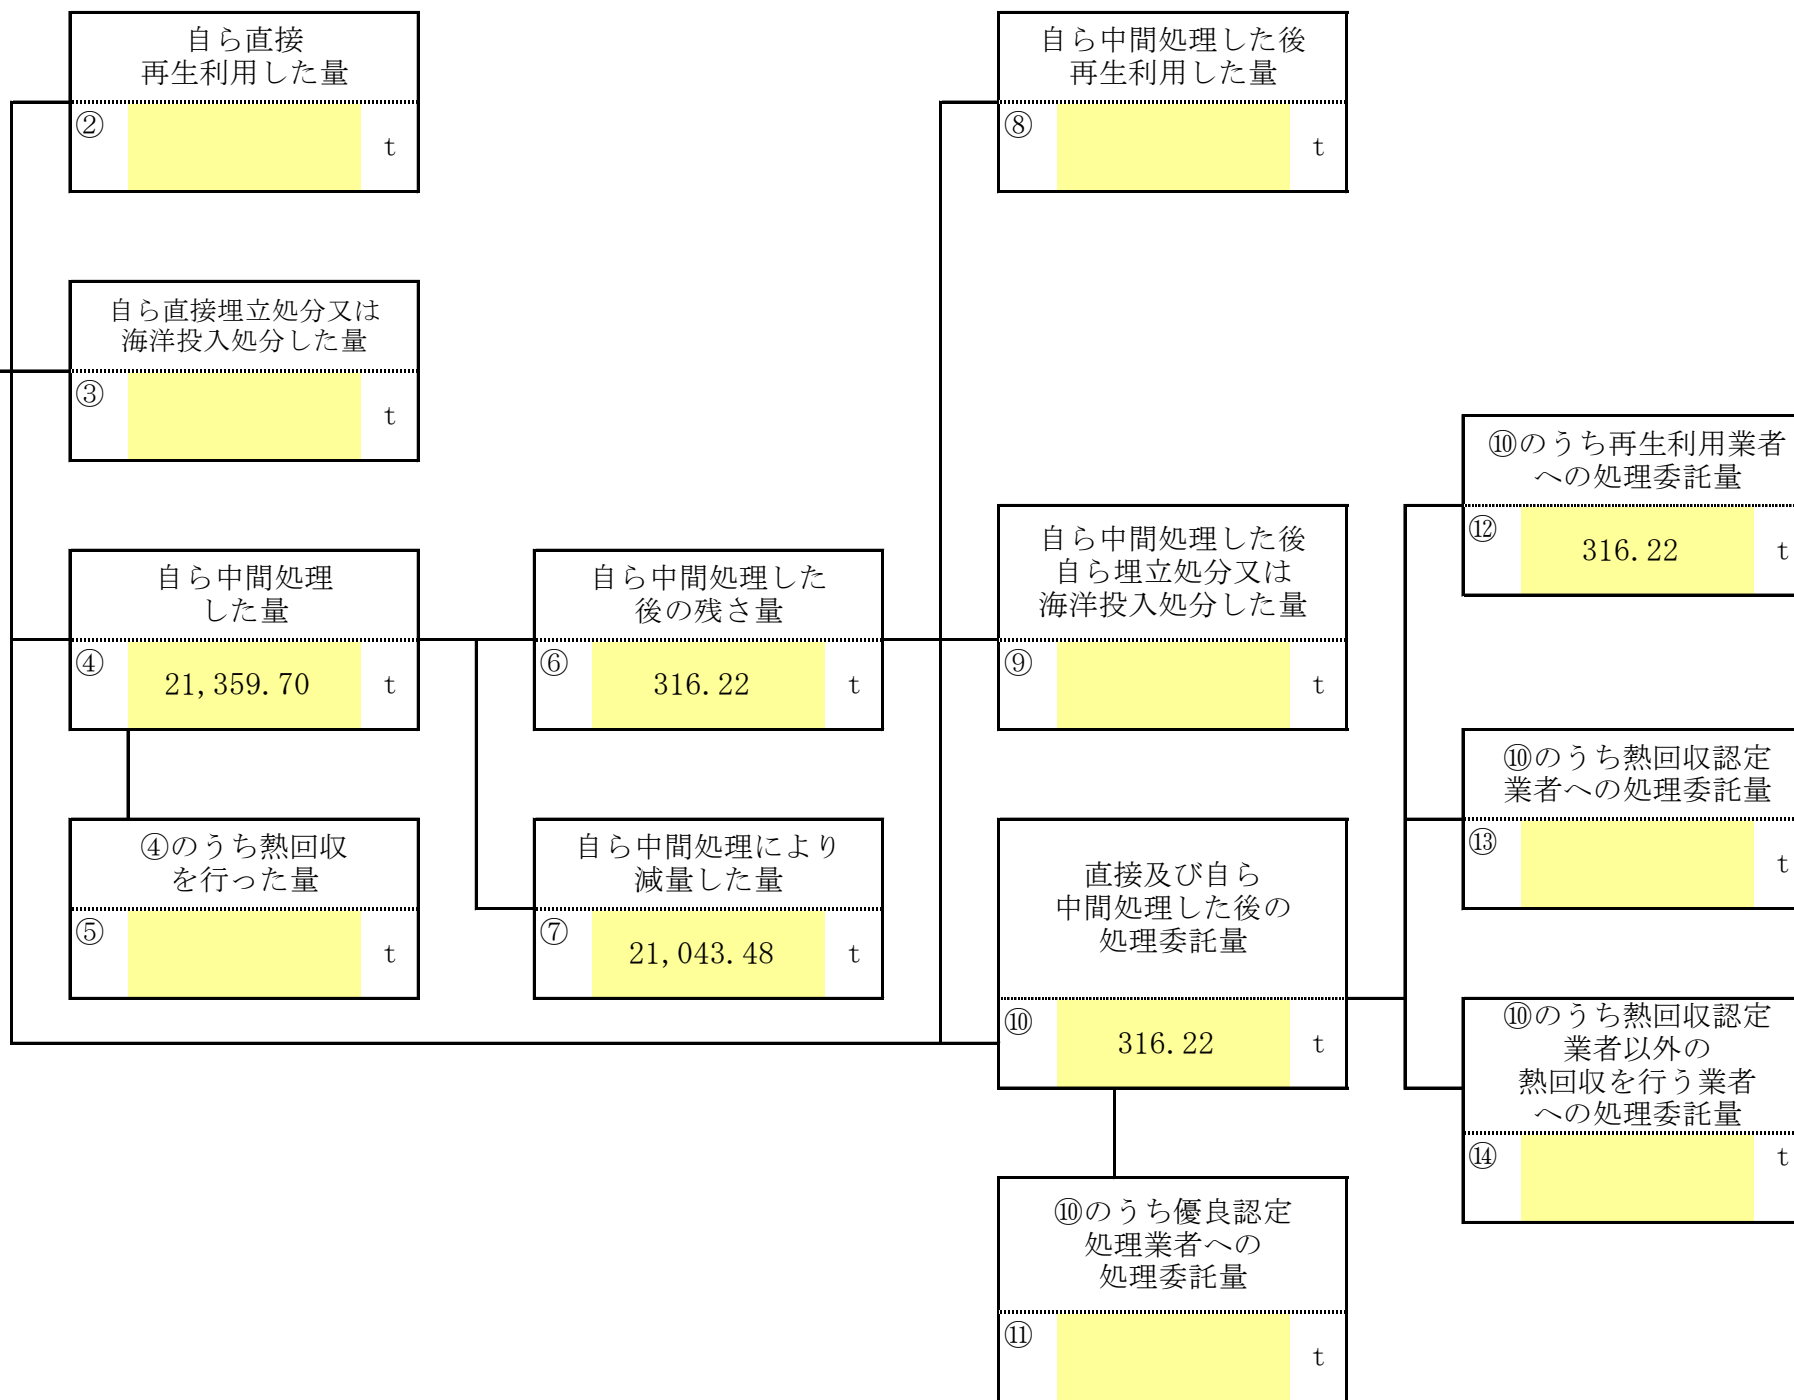 自ら直接
再生利用した量
②
t
自ら中間処理した後
再生利用した量
⑧
t
自ら直接埋立処分又は
海洋投入処分した量
③
t
⑩のうち再生利用業者
への処理委託量
⑫ 316.22 t
自ら中間処理
した量
④ 21,359.70 t
自ら中間処理した
後の残さ量
⑥ 316.22 t
自ら中間処理した後
自ら埋立処分又は
海洋投入処分した量
⑨
t
⑩のうち熱回収認定
業者への処理委託量
⑬
t
④のうち熱回収
を行った量
⑤
t
自ら中間処理により
減量した量
⑦ 21,043.48 t
直接及び自ら
中間処理した後の
処理委託量
⑩ 316.22 t
⑩のうち熱回収認定
業者以外の
熱回収を行う業者
への処理委託量
⑭
t
⑩のうち優良認定
処理業者への
処理委託量
⑪
t